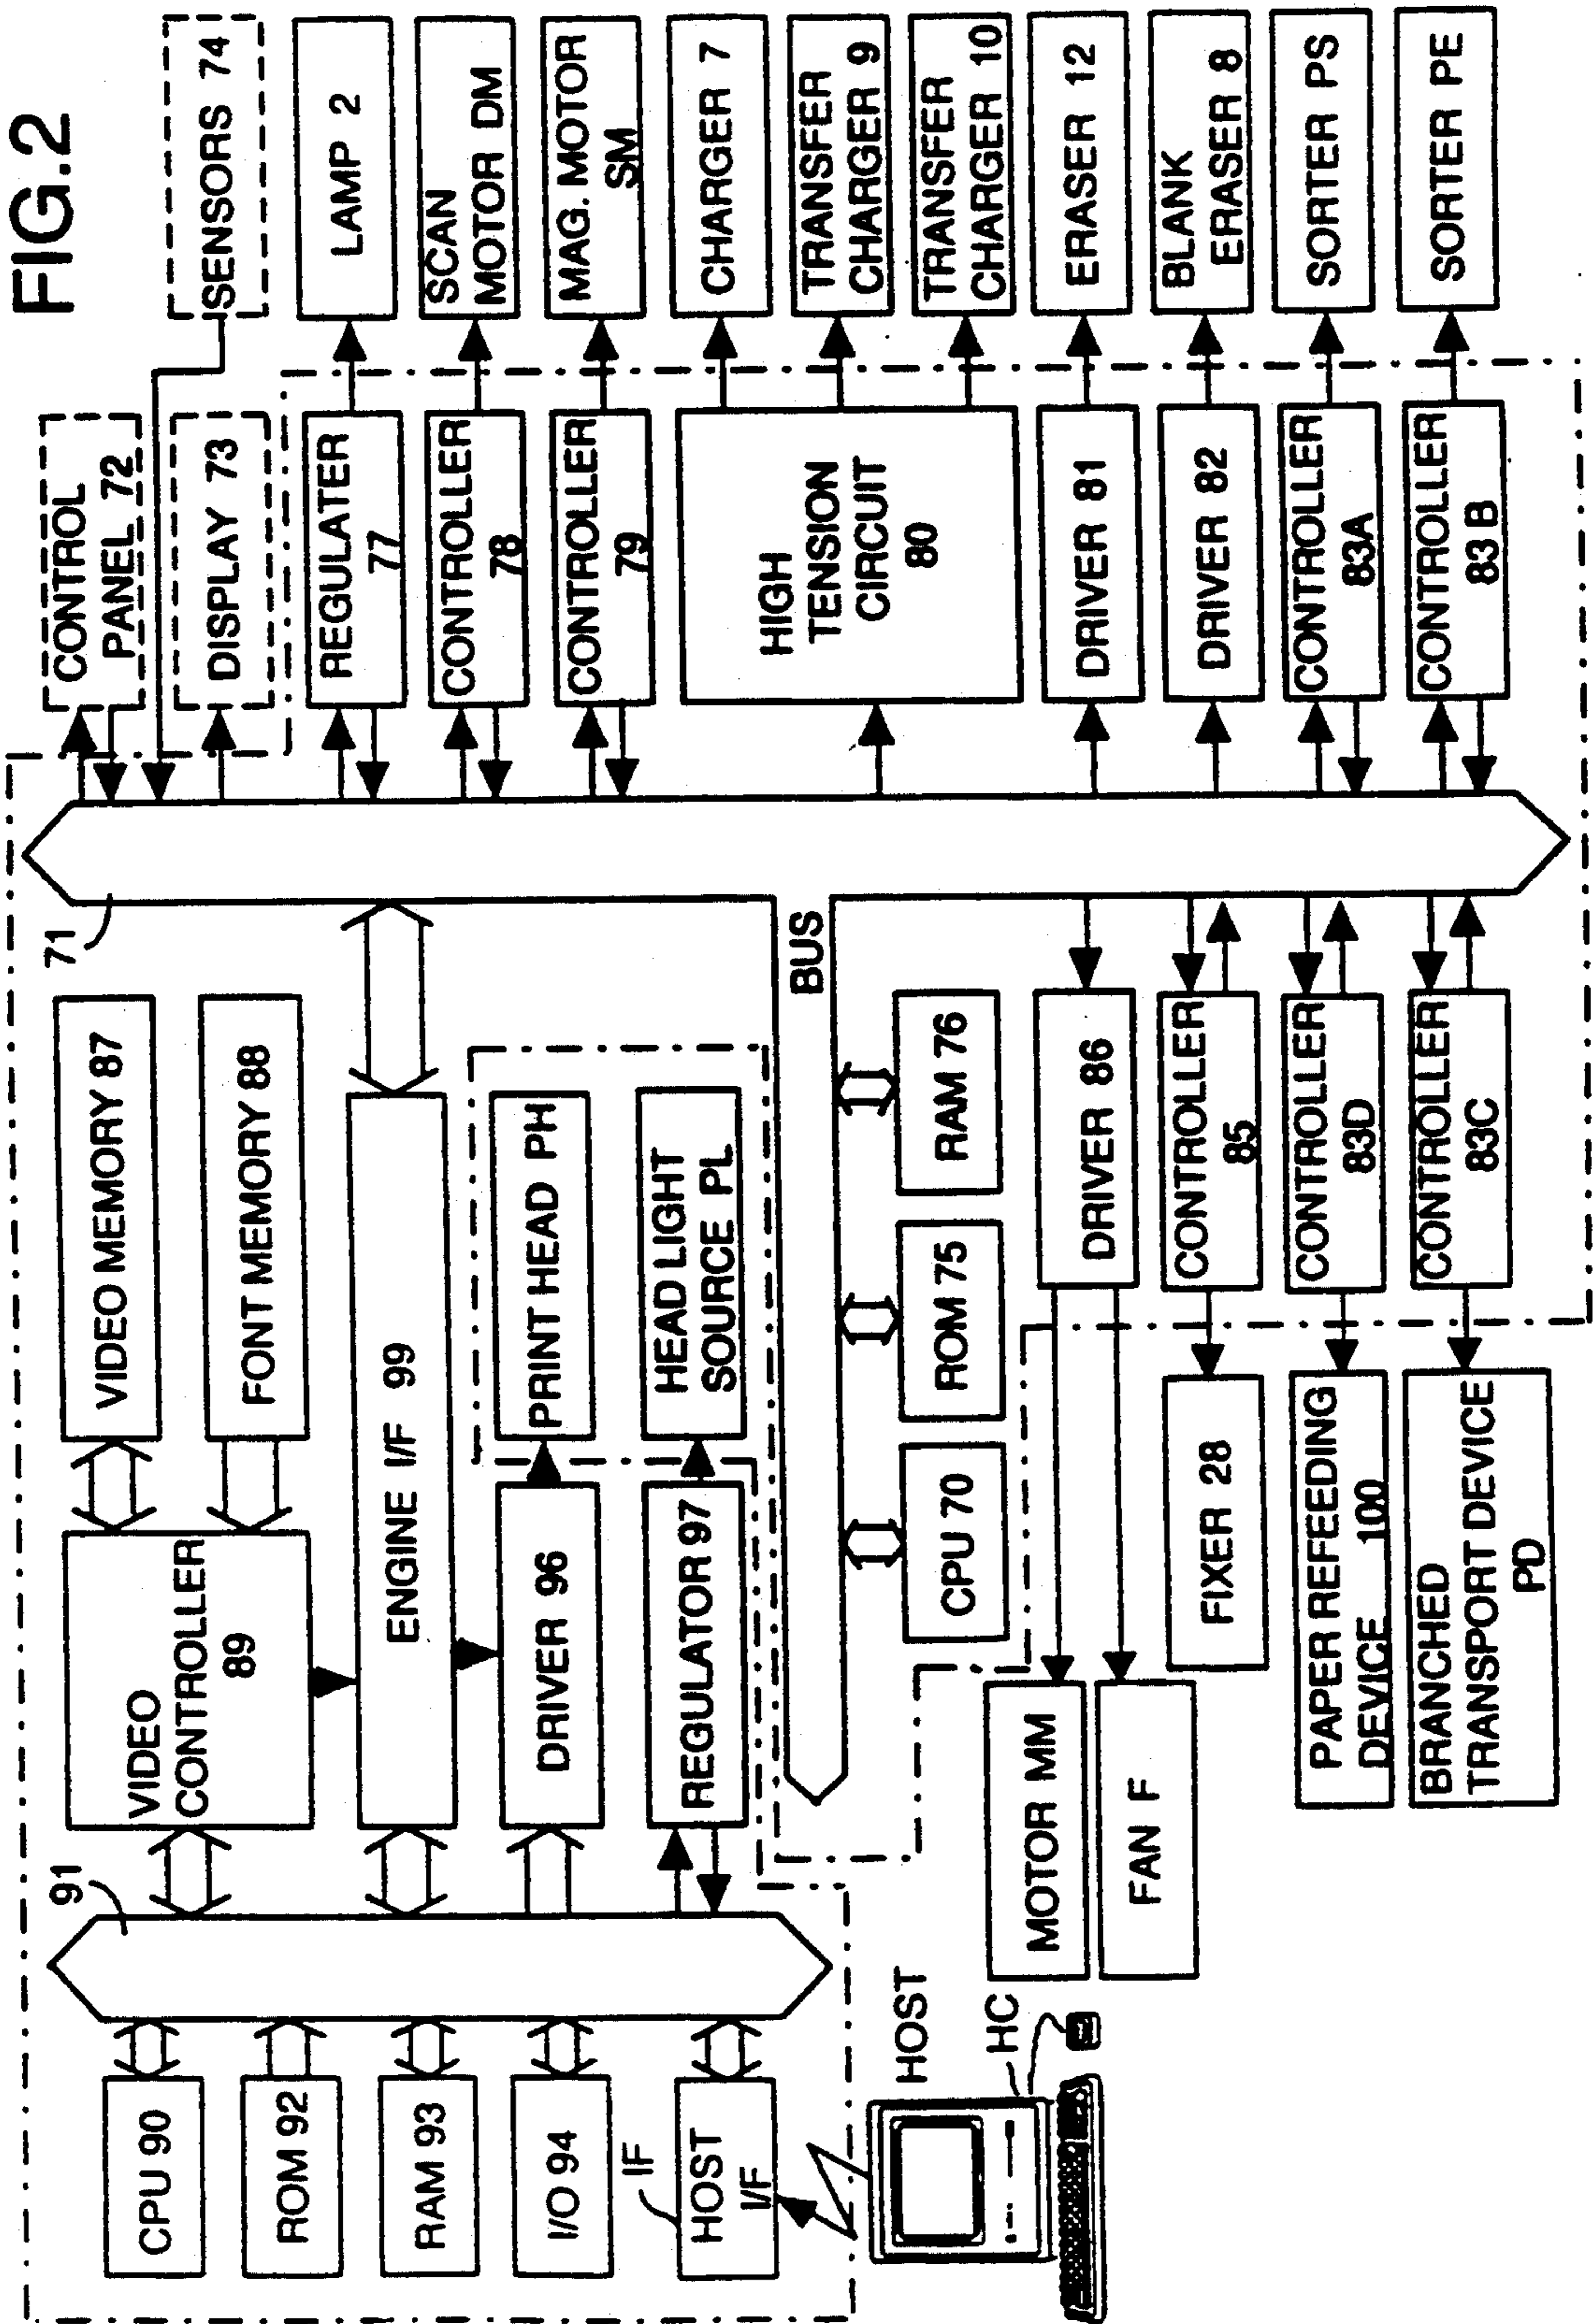 FIG.2
CPU 90
ROM 92
RAM 93
I/O 94
IF
HOST
I/F
HOST
HC
91
VIDEO
CONTROLLER
89
VIDEO MEMORY 87
FONT MEMORY 88
ENGINE I/F 99
DRIVER 96
PRINT HEAD PH
REGULATOR 97
HEAD LIGHT
SOURCE PL
71
BUS
CPU 70
ROM 75
RAM 76
MOTOR MM
FAN F
DRIVER 86
FIXER 28
CONTROLLER
85
PAPER REFEEDING
DEVICE 100
CONTROLLER
83D
BRANCHED
TRANSPORT DEVICE
PD
CONTROLLER
83C
CONTROL
PANEL 72
DISPLAY 73
SENSORS 74
REGULATER
77
LAMP 2
CONTROLLER
78
SCAN
MOTOR DM
CONTROLLER
79
MAG. MOTOR
SM
HIGH
TENSION
CIRCUIT
80
CHARGER 7
TRANSFER
CHARGER 9
TRANSFER
CHARGER 10
DRIVER 81
ERASER 12
DRIVER 82
BLANK
ERASER 8
CONTROLLER
83A
SORTER PS
CONTROLLER
83 B
SORTER PE